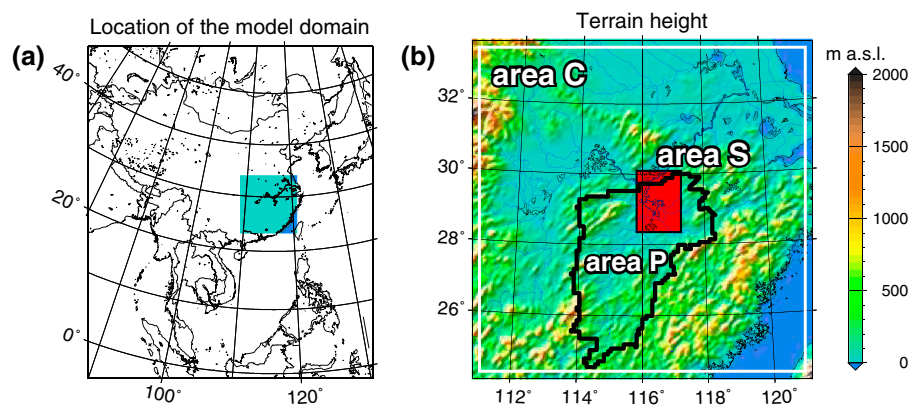 Location of the model domain
(a)
40°
20°
0°
100°
120°
Terrain height
(b)
m a.s.l.
area C
area S
area P
32°
30°
28°
26°
112°
114°
116°
118°
120°
2000
1500
1000
500
0